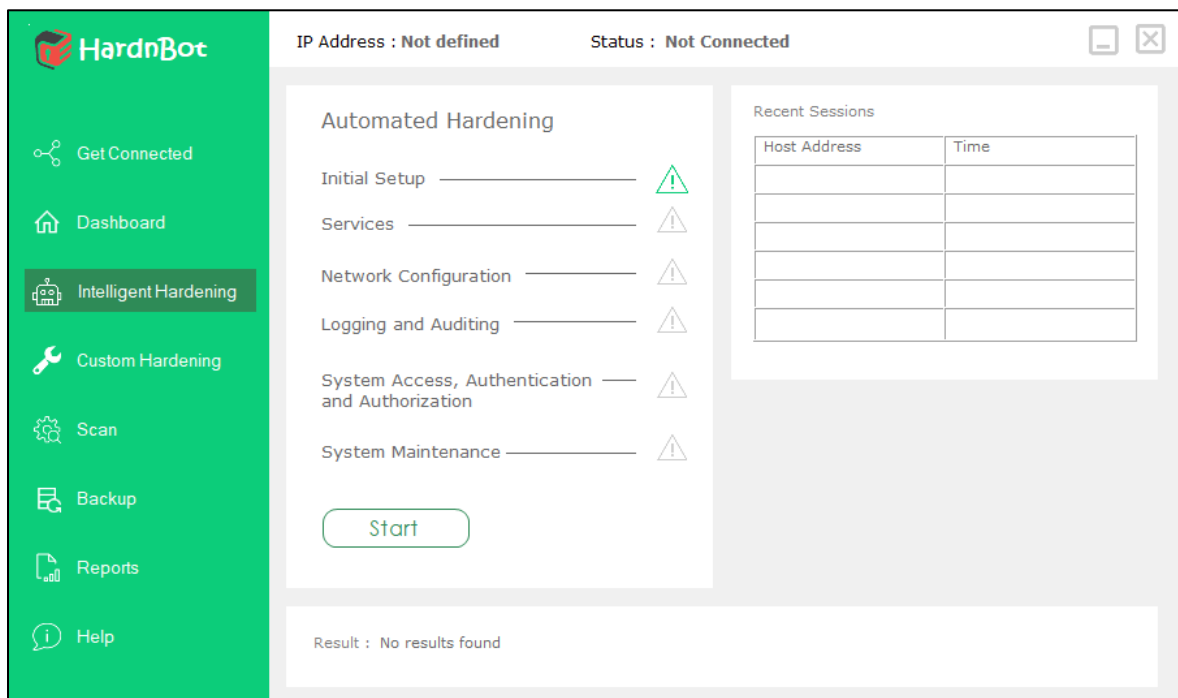 HardnBot
IP Address : Not defined
Status : Not Connected
Get Connected
Dashboard
Intelligent Hardening
Custom Hardening
Scan
Backup
Reports
Help
Automated Hardening
Initial Setup
Services
Network Configuration
Logging and Auditing
System Access, Authentication
and Authorization
System Maintenance
Start
Recent Sessions
Host Address
Time
Result : No results found